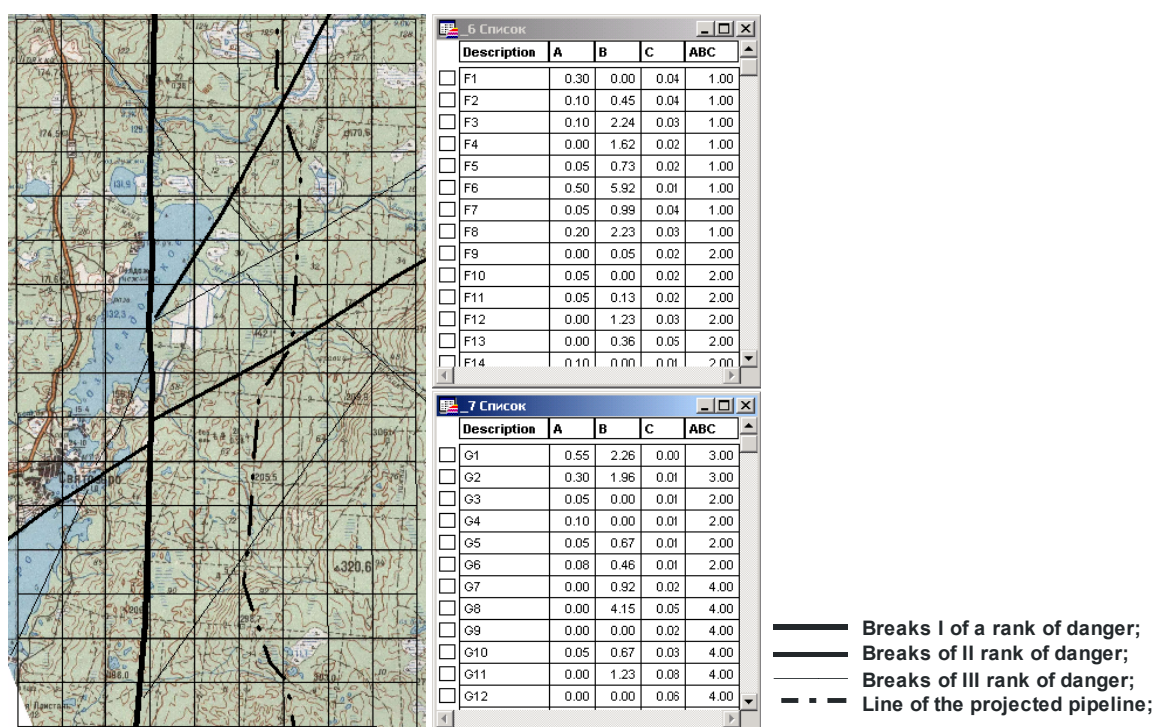 _6 Список
Description A B C ABC
F1 0.30 0.00 0.04 1.00
F2 0.10 0.45 0.04 1.00
F3 0.10 2.24 0.03 1.00
F4 0.00 1.62 0.02 1.00
F5 0.05 0.73 0.02 1.00
F6 0.50 5.92 0.01 1.00
F7 0.05 0.99 0.04 1.00
F8 0.20 2.23 0.03 1.00
F9 0.00 0.05 0.02 2.00
F10 0.05 0.00 0.02 2.00
F11 0.05 0.13 0.02 2.00
F12 0.00 1.23 0.03 2.00
F13 0.00 0.36 0.05 2.00
F14 0.10 0.00 0.01 2.00
_7 Список
Description A B C ABC
G1 0.55 2.26 0.00 3.00
G2 0.30 1.96 0.01 3.00
G3 0.05 0.00 0.01 2.00
G4 0.10 0.00 0.01 2.00
G5 0.05 0.67 0.01 2.00
G6 0.08 0.46 0.01 2.00
G7 0.00 0.92 0.02 4.00
G8 0.00 4.15 0.05 4.00
G9 0.00 0.00 0.02 4.00
G10 0.05 0.67 0.03 4.00
G11 0.00 1.23 0.08 4.00
G12 0.00 0.00 0.06 4.00
131,9
132,3
205.5
320,6
Breaks I of a rank of danger;
Breaks of II rank of danger;
Breaks of III rank of danger;
Line of the projected pipeline;